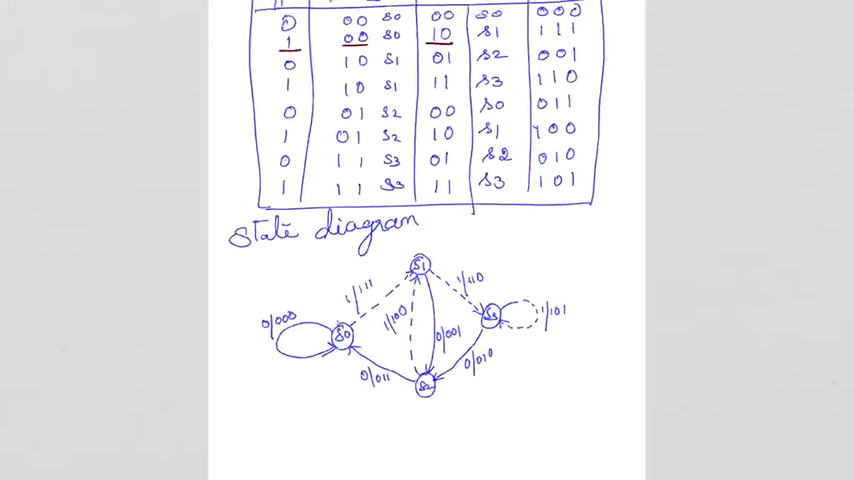 0 00 S0 00 S0 000
1 00 S0 10 S1 111
0 10 S1 01 S2 001
1 10 S1 11 S3 110
0 01 S2 00 S0 011
1 01 S2 10 S1 100
0 11 S3 01 S2 010
1 11 S3 11 S3 101
State diagram
S1
1/111
1/110
0/000
S0
1/100
0/001
S3
1/101
0/011
0/010
S2